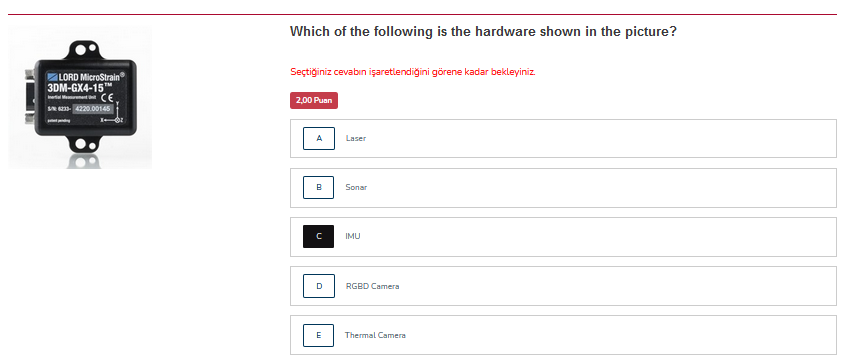 Which of the following is the hardware shown in the picture?
LORD MicroStrain®
3DM-GX4-15™
Inertial Measurement Unit CE
S/N: 6233- 4220.00145
patent pending
Y
X Z
Seçtiğiniz cevabın işaretlendiğini görene kadar bekleyiniz.
2,00 Puan
A Laser
B Sonar
C IMU
D RGBD Camera
E Thermal Camera